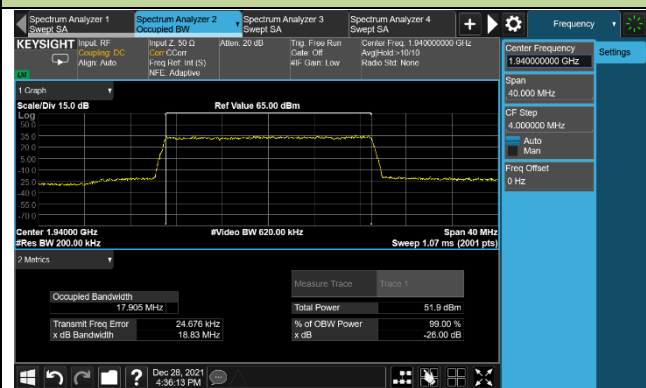 Spectrum Analyzer 1
Swept SA
Spectrum Analyzer 2
Occupied BW
Spectrum Analyzer 3
Swept SA
Spectrum Analyzer 4
Swept SA
Frequency
KEYSIGHT
Input: RF
Coupling: DC
Align: Auto
Input Z: 50 Ω
Corr CCorr
Freq Ref: Int (S)
NFE: Adaptive
Atten: 20 dB
Trig: Free Run
Gate: Off
#IF Gain: Low
Center Freq: 1.940000000 GHz
Avg|Hold:>10/10
Radio Std: None
LXI
Center Frequency
1.940000000 GHz
Settings
Span
40.000 MHz
CF Step
4.000000 MHz
Auto
Man
Freq Offset
0 Hz
1 Graph
Scale/Div 15.0 dB
Ref Value 65.00 dBm
Log
50.0
35.0
20.0
5.00
-10.0
-25.0
-40.0
-55.0
-70.0
Center 1.94000 GHz
#Video BW 620.00 kHz
Span 40 MHz
#Res BW 200.00 kHz
Sweep 1.07 ms (2001 pts)
2 Metrics
Measure Trace
Trace 1
Occupied Bandwidth
17.905 MHz
Total Power
51.9 dBm
Transmit Freq Error
24.676 kHz
% of OBW Power
99.00 %
x dB Bandwidth
18.83 MHz
x dB
-26.00 dB
?
Dec 28, 2021
4:36:13 PM